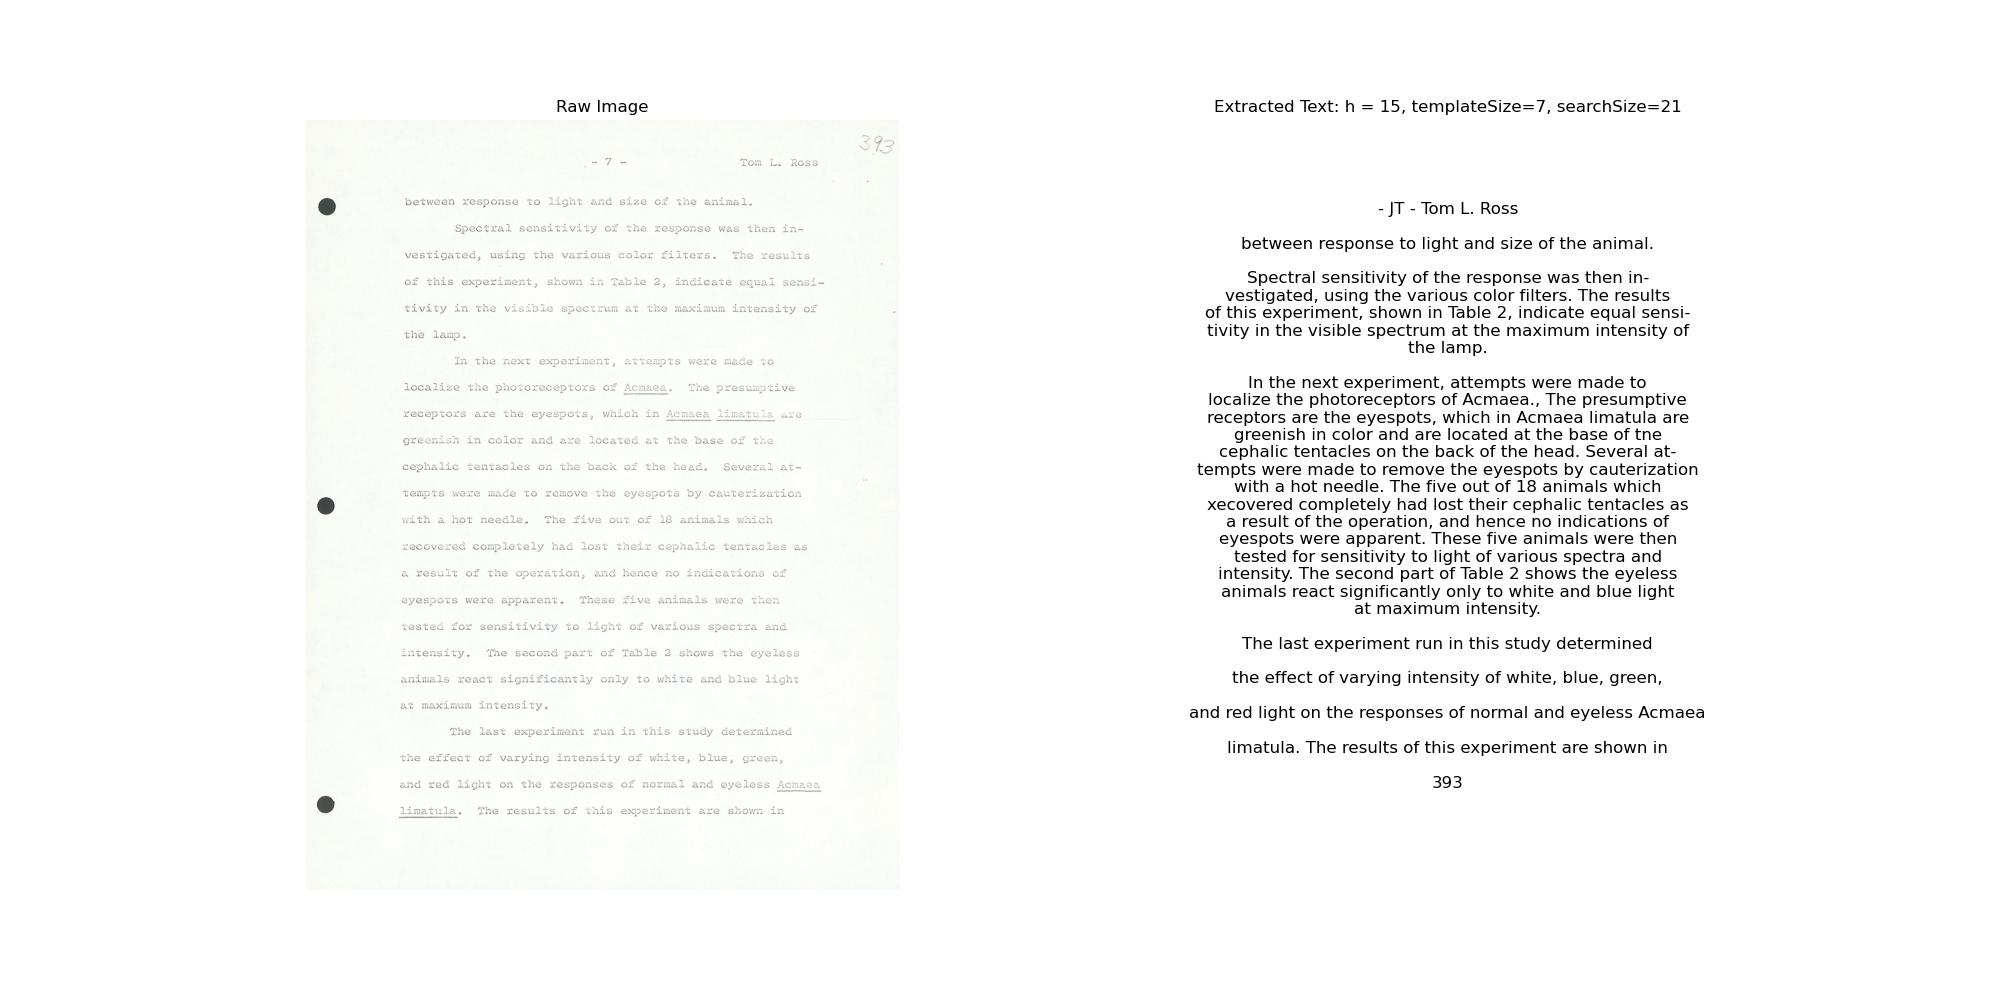 Raw Image
393
- 7 - Tom L. Ross
between response to light and size of the animal.
Spectral sensitivity of the response was then in-
vestigated, using the various color filters. The results
of this experiment, shown in Table 2, indicate equal sensi-
tivity in the visible spectrum at the maximum intensity of
the lamp.
In the next experiment, attempts were made to
localize the photoreceptors of Acmaea. The presumptive
receptors are the eyespots, which in Acmaea limatula are
greenish in color and are located at the base of the
cephalic tentacles on the back of the head. Several at-
tempts were made to remove the eyespots by cauterization
with a hot needle. The five out of 18 animals which
recovered completely had lost their cephalic tentacles as
a result of the operation, and hence no indications of
eyespots were apparent. These five animals were then
tested for sensitivity to light of various spectra and
intensity. The second part of Table 2 shows the eyeless
animals react significantly only to white and blue light
at maximum intensity.
The last experiment run in this study determined
the effect of varying intensity of white, blue, green,
and red light on the responses of normal and eyeless Acmaea
limatula. The results of this experiment are shown in
Extracted Text: h = 15, templateSize=7, searchSize=21
- JT - Tom L. Ross
between response to light and size of the animal.
Spectral sensitivity of the response was then in-
vestigated, using the various color filters. The results
of this experiment, shown in Table 2, indicate equal sensi-
tivity in the visible spectrum at the maximum intensity of
the lamp.
In the next experiment, attempts were made to
localize the photoreceptors of Acmaea., The presumptive
receptors are the eyespots, which in Acmaea limatula are
greenish in color and are located at the base of tne
cephalic tentacles on the back of the head. Several at-
tempts were made to remove the eyespots by cauterization
with a hot needle. The five out of 18 animals which
xecovered completely had lost their cephalic tentacles as
a result of the operation, and hence no indications of
eyespots were apparent. These five animals were then
tested for sensitivity to light of various spectra and
intensity. The second part of Table 2 shows the eyeless
animals react significantly only to white and blue light
at maximum intensity.
The last experiment run in this study determined
the effect of varying intensity of white, blue, green,
and red light on the responses of normal and eyeless Acmaea
limatula. The results of this experiment are shown in
393